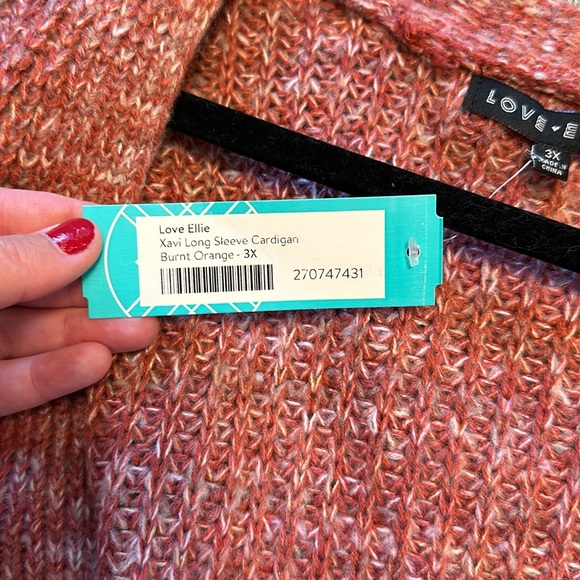 LOVE ♥ E
3X
MADE IN
CHINA
Love Ellie
Xavi Long Sleeve Cardigan
Burnt Orange - 3X
270747431